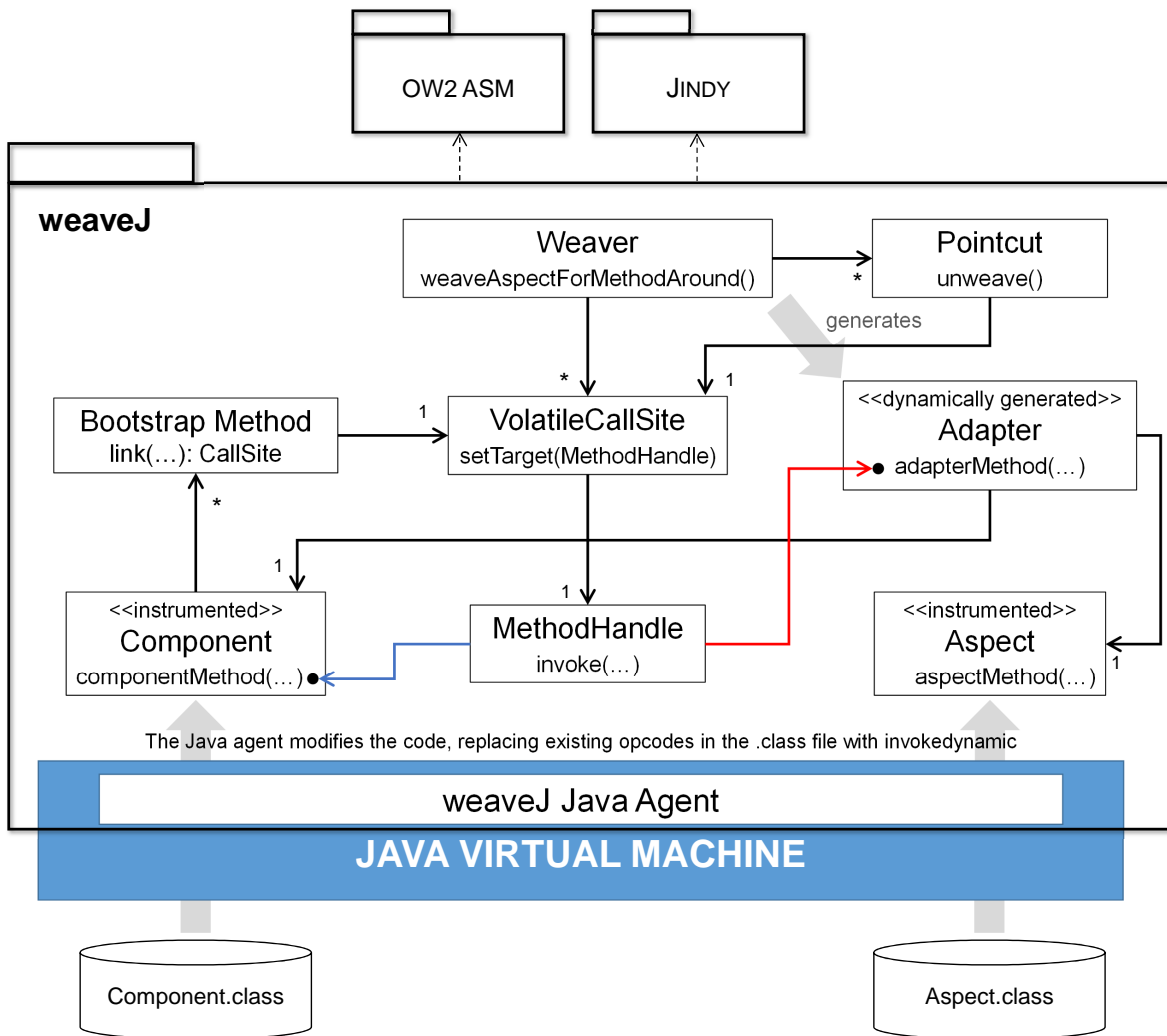 OW2 ASM
JINDY
weaveJ
Weaver
weaveAspectForMethodAround()
*
Pointcut
unweave()
generates
*
1
Bootstrap Method
link(…): CallSite
1
VolatileCallSite
setTarget(MethodHandle)
<<dynamically generated>>
Adapter
adapterMethod(…)
*
1
1
<<instrumented>>
Component
componentMethod(…)
MethodHandle
invoke(…)
<<instrumented>>
Aspect
aspectMethod(…)
1
The Java agent modifies the code, replacing existing opcodes in the .class file with invokedynamic
weaveJ Java Agent
JAVA VIRTUAL MACHINE
Component.class
Aspect.class